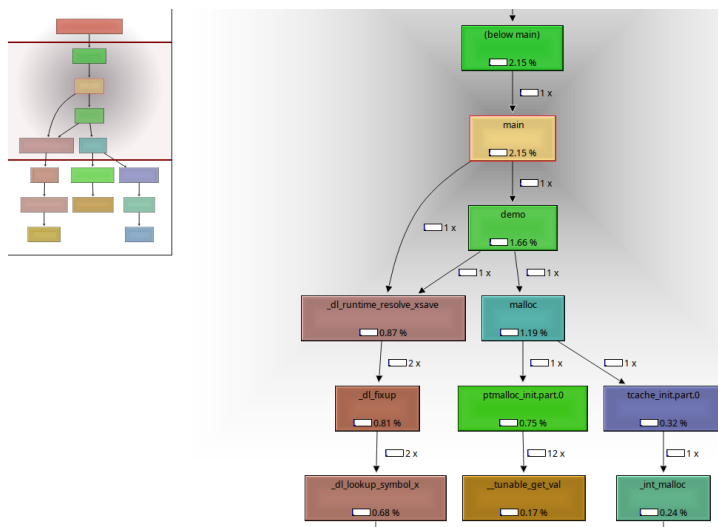 (below main)
2.15 %
1 x
main
2.15 %
1 x
demo
1 x
1.66 %
1 x
1 x
_dl_runtime_resolve_xsave
malloc
0.87 %
1.19 %
2 x
1 x
1 x
_dl_fixup
ptmalloc_init.part.0
tcache_init.part.0
0.81 %
0.75 %
0.32 %
2 x
12 x
1 x
_dl_lookup_symbol_x
__tunable_get_val
_int_malloc
0.68 %
0.17 %
0.24 %